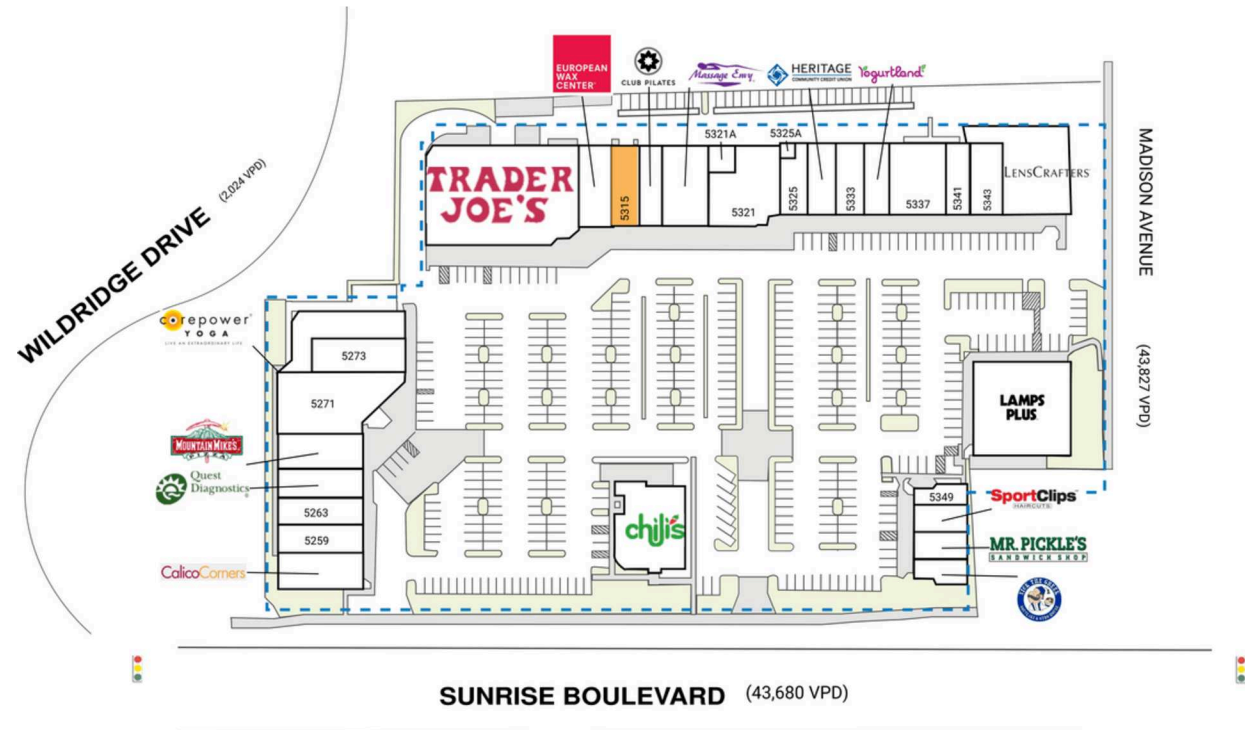 EUROPEAN
WAX
CENTER
CLUB PILATES
Massage Envy
HERITAGE
COMMUNITY CREDIT UNION
Yogurtland
5321A
5325A
TRADER
JOE'S
5315
5321
5325
5333
5337
5341
5343
LENSCRAFTERS
MADISON AVENUE
(43,827 VPD)
WILDRIDGE DRIVE
(2,024 VPD)
corepower
YOGA
LIVE AN EXTRAORDINARY LIFE
5273
5271
MOUNTAIN MIKE'S
PIZZA
Quest
Diagnostics
5263
5259
CalicoCorners
chili's
LAMPS
PLUS
5349
SportClips
HAIRCUTS
MR. PICKLE'S
SANDWICH SHOP
SUNRISE BOULEVARD (43,680 VPD)